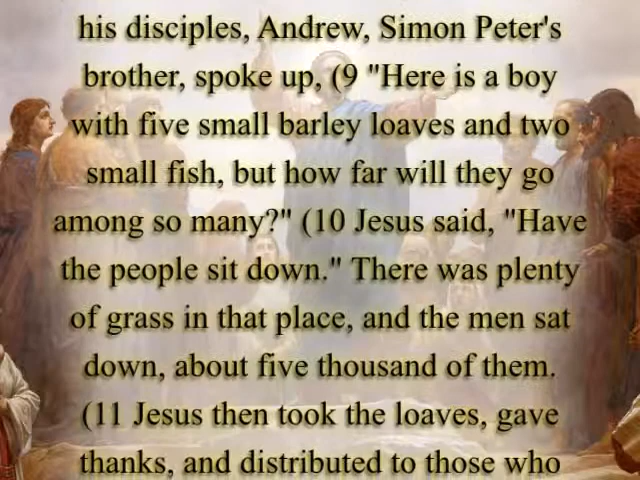 his disciples, Andrew, Simon Peter's
brother, spoke up, (9 "Here is a boy
with five small barley loaves and two
small fish, but how far will they go
among so many?" (10 Jesus said, "Have
the people sit down." There was plenty
of grass in that place, and the men sat
down, about five thousand of them.
(11 Jesus then took the loaves, gave
thanks, and distributed to those who